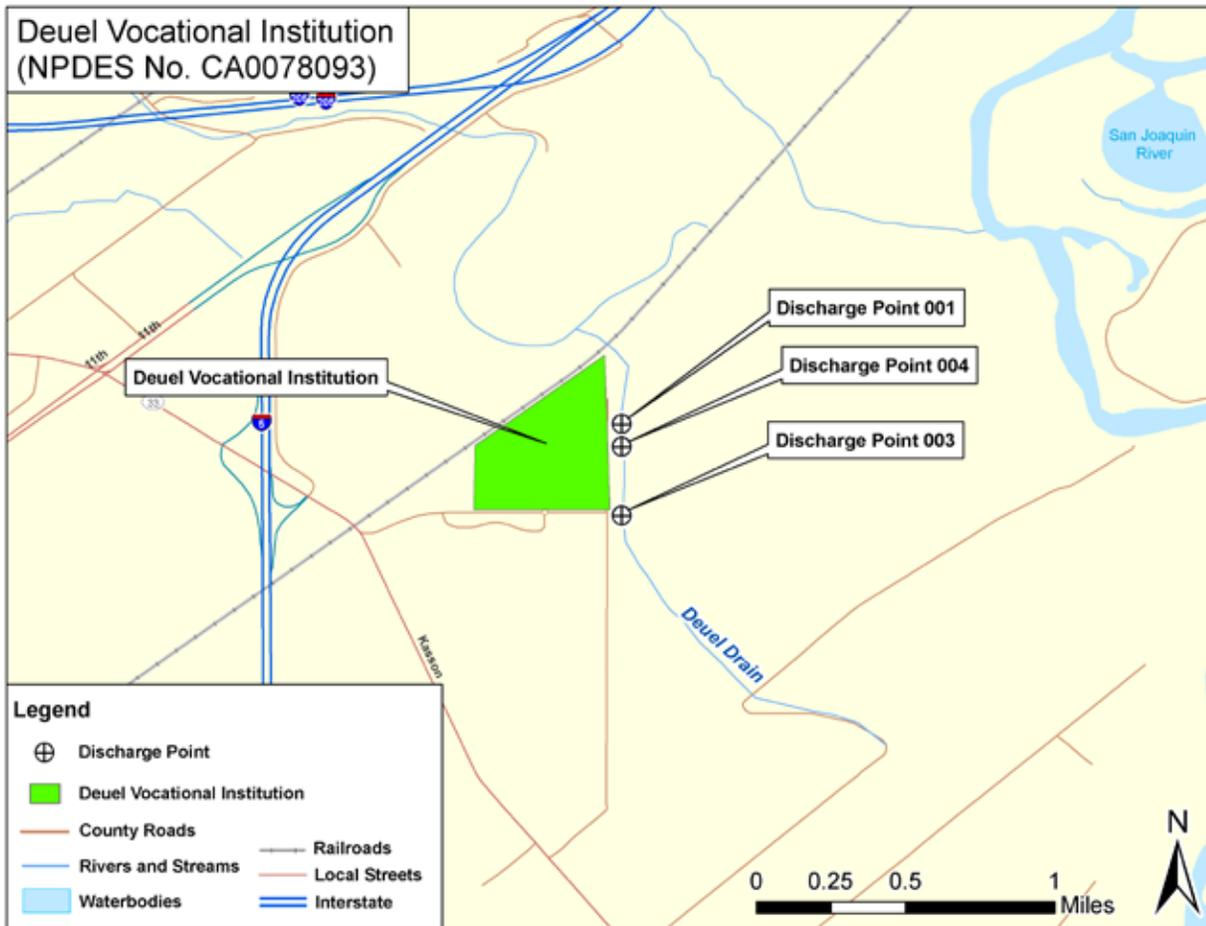 Deuel Vocational Institution
(NPDES No. CA0078093)
San Joaquin
River
Discharge Point 001
11th
11th
Discharge Point 004
Deuel Vocational Institution
33
5
Discharge Point 003
Deuel Drain
Kasson
Legend
Discharge Point
Deuel Vocational Institution
County Roads
Railroads
Rivers and Streams
Local Streets
Waterbodies
Interstate
N
0 0.25 0.5 1
Miles